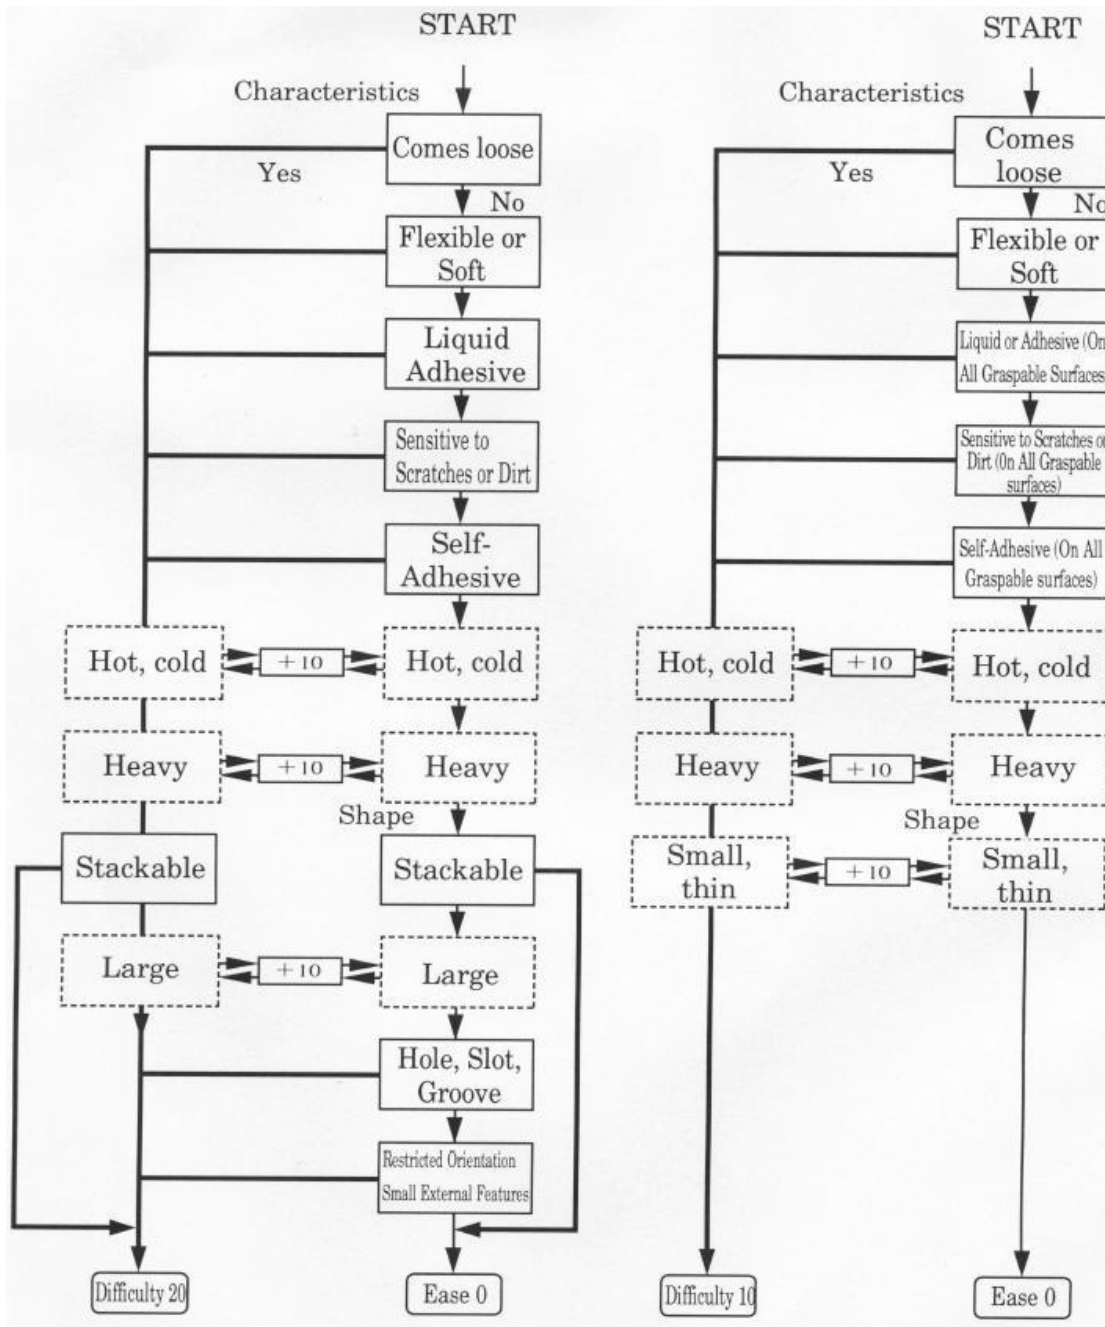 START
Characteristics
Comes loose
Yes
No
Flexible or
Soft
Liquid
Adhesive
Sensitive to
Scratches or Dirt
Self-
Adhesive
Hot, cold
+10
Hot, cold
Heavy
+10
Heavy
Shape
Stackable
Stackable
Large
+10
Large
Hole, Slot,
Groove
Restricted Orientation
Small External Features
Difficulty 20
Ease 0
START
Characteristics
Comes
loose
Yes
No
Flexible or
Soft
Liquid or Adhesive (On
All Graspable Surfaces
Sensitive to Scratches or
Dirt (0n All Graspable
surfaces)
Self-Adhesive (On All
Graspable surfaces)
Hot, cold
+10
Hot, cold
Heavy
+10
Heavy
Shape
Small,
thin
+10
Small,
thin
Difficulty 10
Ease 0